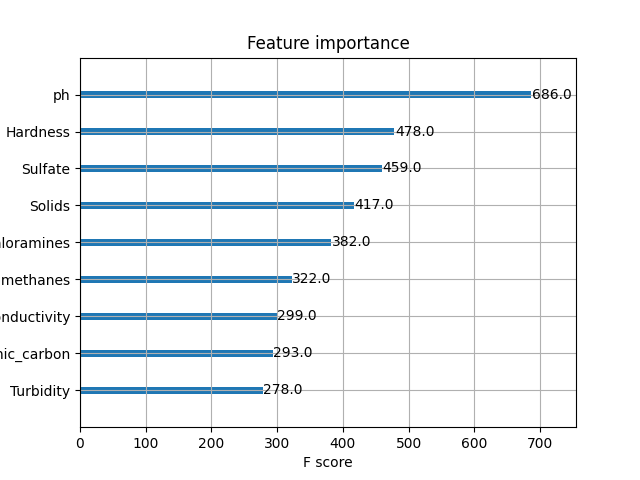 Feature importance
ph 686.0
Hardness 478.0
Sulfate 459.0
Solids 417.0
loramines 382.0
methanes 322.0
nductivity 299.0
nic_carbon 293.0
Turbidity 278.0
0 100 200 300 400 500 600 700
F score